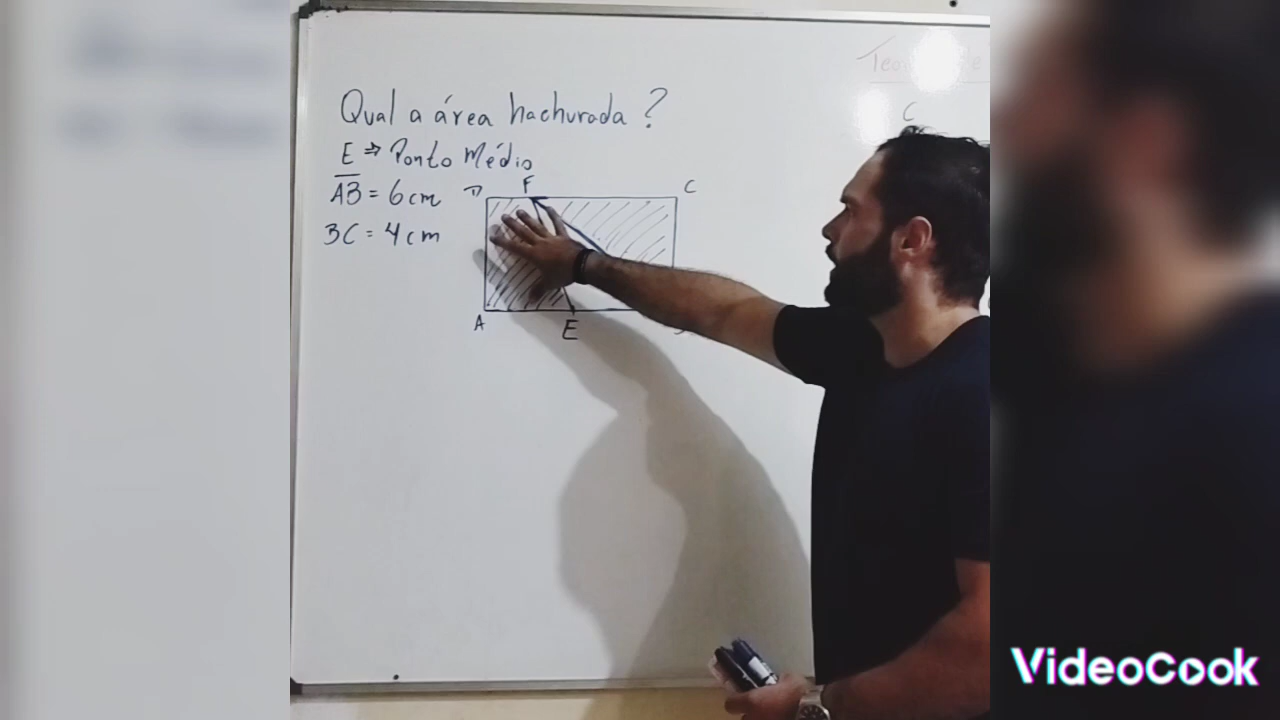 Qual a área hachurada?
E ⇒ Ponto Médio
AB = 6cm
BC = 4cm
D F C
A E
C
VideoCook